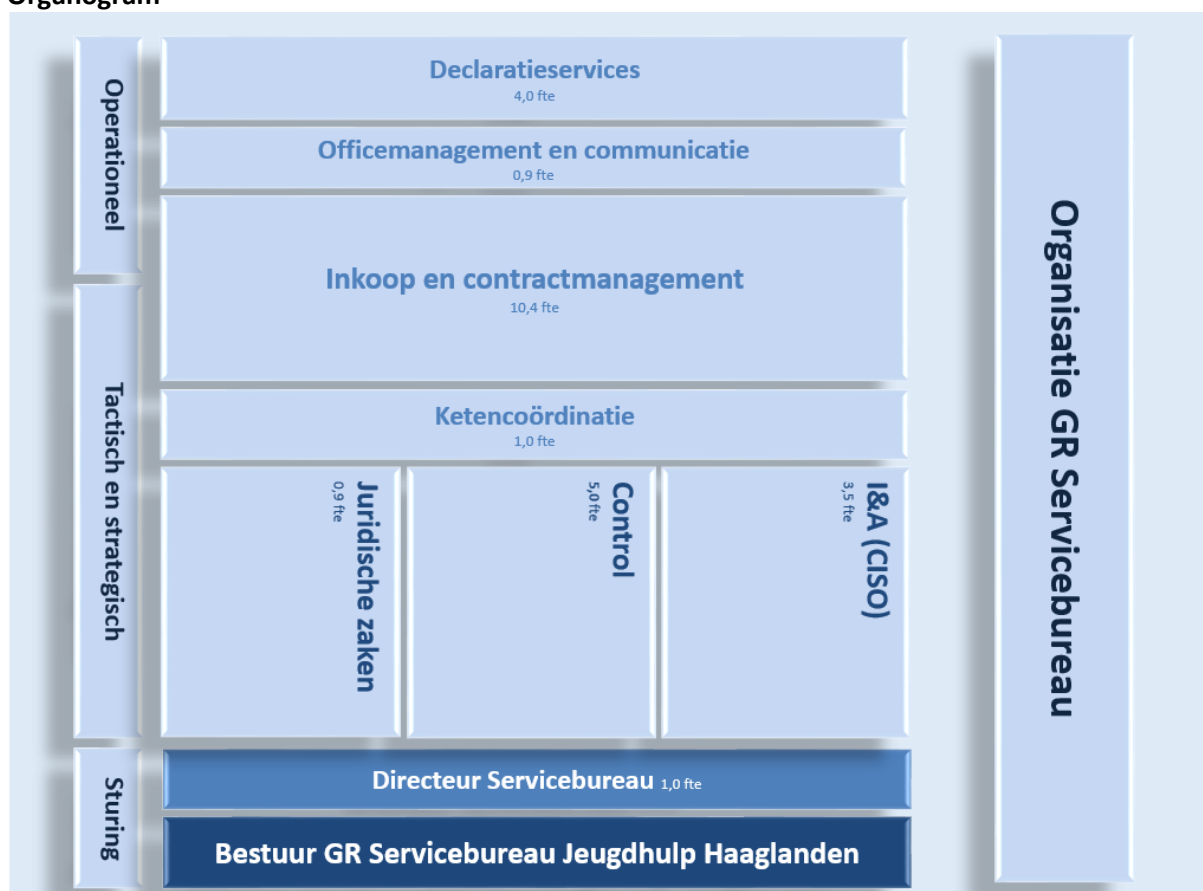 Organogram
Operationeel
Declaratieservices
4,0 fte
Officemanagement en communicatie
0,9 fte
Inkoop en contractmanagement
10,4 fte
Tactisch en strategisch
Ketencoördinatie
1,0 fte
Juridische zaken
0,9 fte
Control
5,0 fte
I&A (CISO)
3,5 fte
Sturing
Directeur Servicebureau 1,0 fte
Bestuur GR Servicebureau Jeugdhulp Haaglanden
Organisatie GR Servicebureau